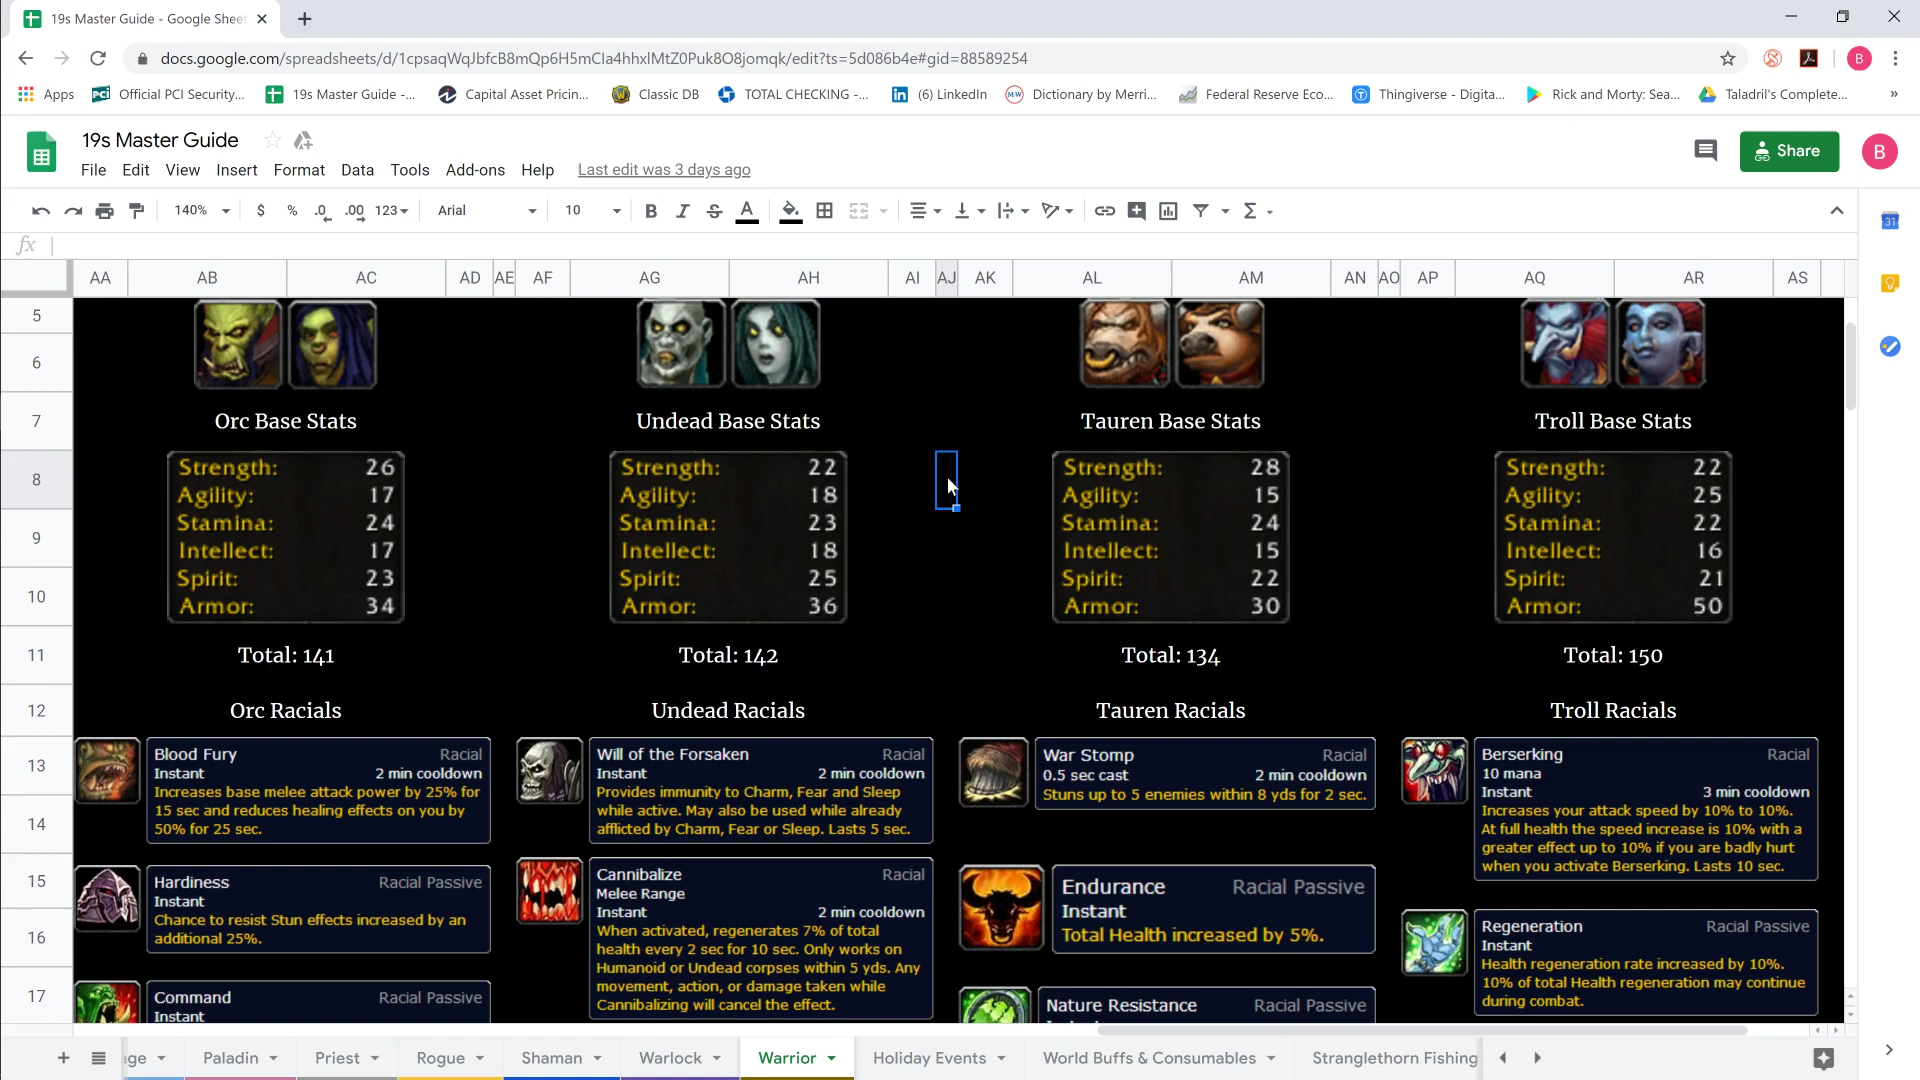 19s Master Guide - Google Shee
docs.google.com/spreadsheets/d/1cpsaqWqJbfcB8mQp6H5mCIa4hhxlMtZ0Puk8O8jomqk/edit?ts=5d086b4e#gid=88589254
B
Apps
Official PCI Security...
19s Master Guide -...
Capital Asset Pricin...
Classic DB
TOTAL CHECKING -...
(6) LinkedIn
Dictionary by Merri...
Federal Reserve Eco...
Thingiverse - Digita...
Rick and Morty: Sea...
Taladril's Complete...
19s Master Guide
Share
B
File Edit View Insert Format Data Tools Add-ons Help Last edit was 3 days ago
140% $ % .0 .00 123 Arial 10 B I S A
fx
AA AB AC AD AE AF AG AH AI AJ AK AL AM AN AO AP AQ AR AS
5
6
7
8
9
10
11
12
13
14
15
16
17
Orc Base Stats
Strength: 26
Agility: 17
Stamina: 24
Intellect: 17
Spirit: 23
Armor: 34
Total: 141
Orc Racials
Blood Fury Racial
Instant 2 min cooldown
Increases base melee attack power by 25% for
15 sec and reduces healing effects on you by
50% for 25 sec.
Hardiness Racial Passive
Instant
Chance to resist Stun effects increased by an
additional 25%.
Command Racial Passive
Instant
Undead Base Stats
Strength: 22
Agility: 18
Stamina: 23
Intellect: 18
Spirit: 25
Armor: 36
Total: 142
Undead Racials
Will of the Forsaken Racial
Instant 2 min cooldown
Provides immunity to Charm, Fear and Sleep
while active. May also be used while already
afflicted by Charm, Fear or Sleep. Lasts 5 sec.
Cannibalize Racial
Melee Range
Instant 2 min cooldown
When activated, regenerates 7% of total
health every 2 sec for 10 sec. Only works on
Humanoid or Undead corpses within 5 yds. Any
movement, action, or damage taken while
Cannibalizing will cancel the effect.
Tauren Base Stats
Strength: 28
Agility: 15
Stamina: 24
Intellect: 15
Spirit: 22
Armor: 30
Total: 134
Tauren Racials
War Stomp Racial
0.5 sec cast 2 min cooldown
Stuns up to 5 enemies within 8 yds for 2 sec.
Endurance Racial Passive
Instant
Total Health increased by 5%.
Nature Resistance Racial Passive
Troll Base Stats
Strength: 22
Agility: 25
Stamina: 22
Intellect: 16
Spirit: 21
Armor: 50
Total: 150
Troll Racials
Berserking Racial
10 mana
Instant 3 min cooldown
Increases your attack speed by 10% to 10%.
At full health the speed increase is 10% with a
greater effect up to 10% if you are badly hurt
when you activate Berserking. Lasts 10 sec.
Regeneration Racial Passive
Instant
Health regeneration rate increased by 10%.
10% of total Health regeneration may continue
during combat.
age Paladin Priest Rogue Shaman Warlock Warrior Holiday Events World Buffs & Consumables Stranglethorn Fishing